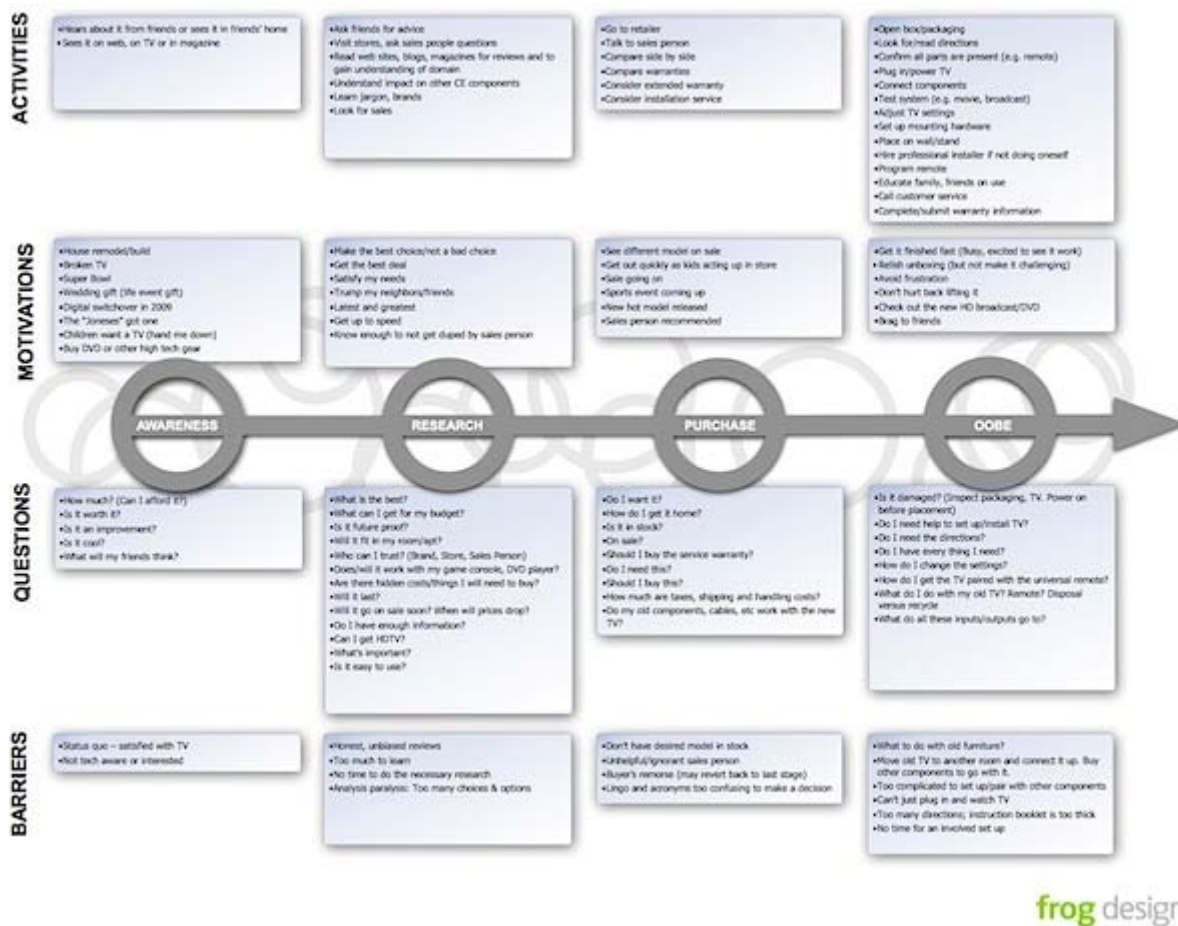 ACTIVITIES
•Hears about it from friends or sees it in friends' home
•Sees it on web, on TV or in magazine
•Ask friends for advice
•Visit stores, ask sales people questions
•Read web sites, blogs, magazines for reviews and to
gain understanding of domain
•Understand impact on other CE components
•Learn jargon, brands
•Look for sales
•Go to retailer
•Talk to sales person
•Compare side by side
•Compare warranties
•Consider extended warranty
•Consider installation service
•Open box/packaging
•Look for/read directions
•Confirm all parts are present (e.g. remote)
•Plug in/power TV
•Connect components
•Test system (e.g. movie, broadcast)
•Adjust TV settings
•Set up mounting hardware
•Place on wall/stand
•Hire professional installer if not doing oneself
•Program remote
•Educate family, friends on use
•Call customer service
•Complete/submit warranty information
MOTIVATIONS
•House remodel/build
•Broken TV
•Super Bowl
•Wedding gift (life event gift)
•Digital switchover in 2009
•The "Joneses" got one
•Children want a TV (hand me down)
•Buy DVD or other high tech gear
•Make the best choice/not a bad choice
•Get the best deal
•Satisfy my needs
•Trump my neighbors/friends
•Latest and greatest
•Get up to speed
•Know enough to not get duped by sales person
•See different model on sale
•Get out quickly as kids acting up in store
•Sale going on
•Sports event coming up
•New hot model released
•Sales person recommended
•Get it finished fast (Busy, excited to see it work)
•Relish unboxing (but not make it challenging)
•Avoid frustration
•Don't hurt back lifting it
•Check out the new HD broadcast/DVD
•Brag to friends
AWARENESS
RESEARCH
PURCHASE
OOBE
QUESTIONS
•How much? (Can I afford it?)
•Is it worth it?
•Is it an improvement?
•Is it cool?
•What will my friends think?
•What is the best?
•What can I get for my budget?
•Is it future proof?
•Will it fit in my room/apt?
•Who can I trust? (Brand, Store, Sales Person)
•Does/will it work with my game console, DVD player?
•Are there hidden costs/things I will need to buy?
•Will it last?
•Will it go on sale soon? When will prices drop?
•Do I have enough information?
•Can I get HDTV?
•What's important?
•Is it easy to use?
•Do I want it?
•How do I get it home?
•Is it in stock?
•On sale?
•Should I buy the service warranty?
•Do I need this?
•Should I buy this?
•How much are taxes, shipping and handling costs?
•Do my old components, cables, etc work with the new
TV?
•Is it damaged? (Inspect packaging, TV. Power on
before placement)
•Do I need help to set up/install TV?
•Do I need the directions?
•Do I have every thing I need?
•How do I change the settings?
•How do I get the TV paired with the universal remote?
•What do I do with my old TV? Remote? Disposal
versus recycle
•What do all these inputs/outputs go to?
BARRIERS
•Status quo – satisfied with TV
•Not tech aware or interested
•Honest, unbiased reviews
•Too much to learn
•No time to do the necessary research
•Analysis paralysis: Too many choices & options
•Don't have desired model in stock
•Unhelpful/ignorant sales person
•Buyer's remorse (may revert back to last stage)
•Lingo and acronyms too confusing to make a decision
•What to do with old furniture?
•Move old TV to another room and connect it up. Buy
other components to go with it.
•Too complicated to set up/pair with other components
•Can't just plug in and watch TV
•Too many directions; instruction booklet is too thick
•No time for an involved set up
frog design